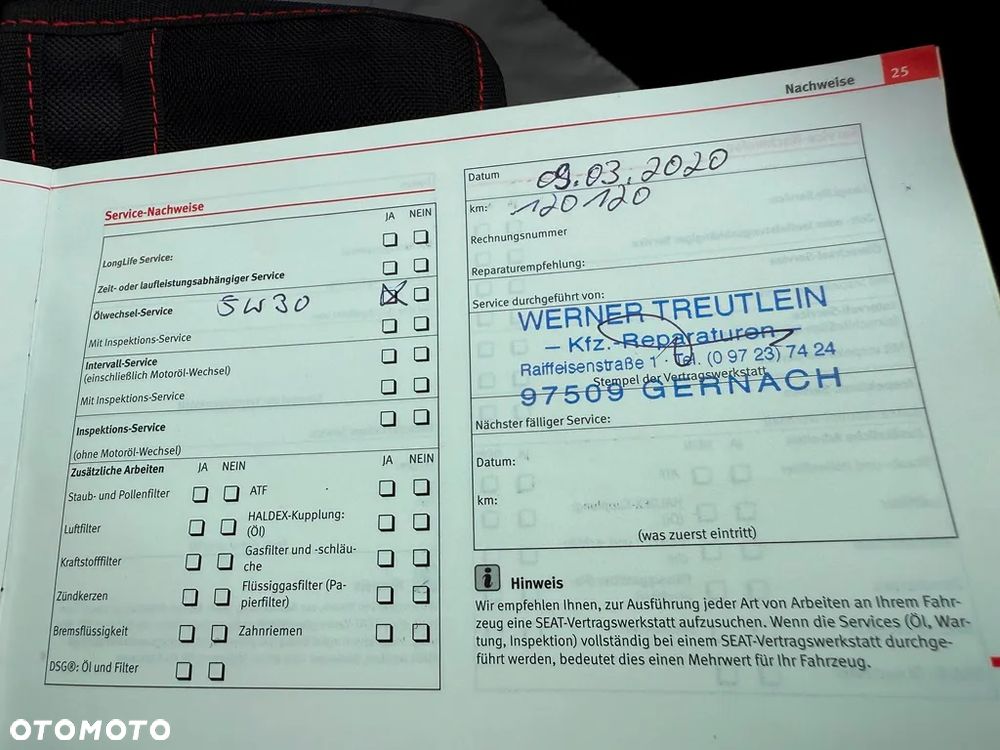 Nachweise 25
Service-Nachweise
JA NEIN
LongLife Service:
Zeit- oder laufleistungsabhängiger Service
Ölwechsel-Service 5W30
Mit Inspektions-Service
Intervall-Service
(einschließlich Motoröl-Wechsel)
Mit Inspektions-Service
Inspektions-Service
(ohne Motoröl-Wechsel)
Zusätzliche Arbeiten JA NEIN JA NEIN
Staub- und Pollenfilter ATF
Luftfilter HALDEX-Kupplung:
(Öl)
Kraftstofffilter Gasfilter und -schläu-
che
Zündkerzen Flüssiggasfilter (Pa-
pierfilter)
Bremsflüssigkeit Zahnriemen
DSG®: Öl und Filter
Datum 09.03.2020
km: 120120
Rechnungsnummer
Reparaturempfehlung:
Service durchgeführt von:
WERNER TREUTLEIN
– Kfz.-Reparaturen –
Raiffeisenstraße 1 · Tel. (0 97 23) 74 24
Stempel der Vertragswerkstatt
97509 GERNACH
Nächster fälliger Service:
Datum:
km:
(was zuerst eintritt)
Hinweis
Wir empfehlen Ihnen, zur Ausführung jeder Art von Arbeiten an Ihrem Fahr-
zeug eine SEAT-Vertragswerkstatt aufzusuchen. Wenn die Services (Öl, War-
tung, Inspektion) vollständig bei einem SEAT-Vertragswerkstatt durchge-
führt werden, bedeutet dies einen Mehrwert für Ihr Fahrzeug.
OTOMOTO